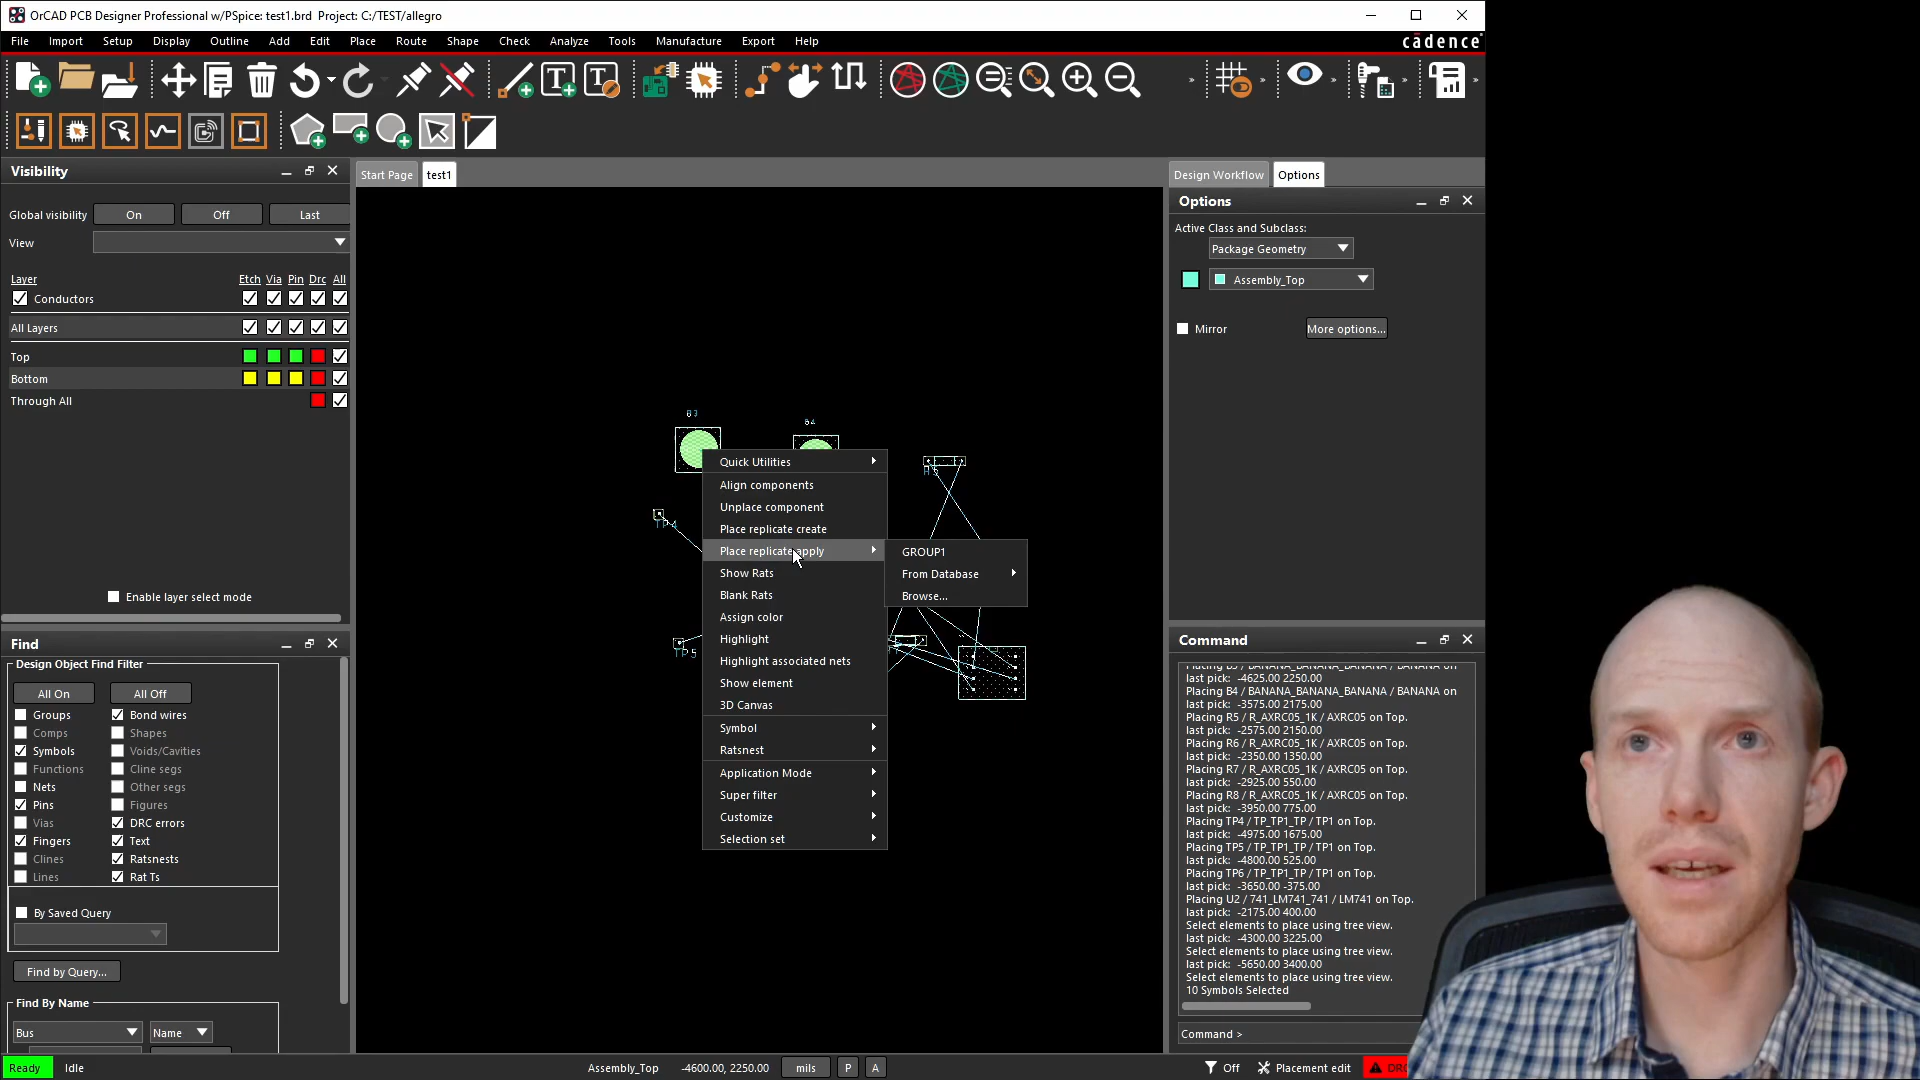 OrCAD PCB Designer Professional w/PSpice: test1.brd  Project: C:/TEST/allegro
File Import Setup Display Outline Add Edit Place Route Shape Check Analyze Tools Manufacture Export Help
cādence
Visibility
Start Page test1
Design Workflow Options
Options
Global visibility On Off Last
View
Active Class and Subclass:
Package Geometry
Assembly_Top
Mirror More options...
Layer Etch Via Pin Drc All
Conductors
All Layers
Top
Bottom
Through All
Enable layer select mode
TP4
TP5
Quick Utilities
Align components
Unplace component
Place replicate create
Place replicate apply
Show Rats
Blank Rats
Assign color
Highlight
Highlight associated nets
Show element
3D Canvas
Symbol
Ratsnest
Application Mode
Super filter
Customize
Selection set
GROUP1
From Database
Browse...
Find
Design Object Find Filter
All On All Off
Groups Bond wires
Comps Shapes
Symbols Voids/Cavities
Functions Cline segs
Nets Other segs
Pins Figures
Vias DRC errors
Fingers Text
Clines Ratsnests
Lines Rat Ts
By Saved Query
Find by Query...
Find By Name
Bus Name
Command
Placing B3 / BANANA_BANANA_BANANA / BANANA on
last pick:  -4625.00 2250.00
Placing B4 / BANANA_BANANA_BANANA / BANANA on
last pick:  -3575.00 2175.00
Placing R5 / R_AXRC05_1K / AXRC05 on Top.
last pick:  -2575.00 2150.00
Placing R6 / R_AXRC05_1K / AXRC05 on Top.
last pick:  -2350.00 1350.00
Placing R7 / R_AXRC05_1K / AXRC05 on Top.
last pick:  -2925.00 550.00
Placing R8 / R_AXRC05_1K / AXRC05 on Top.
last pick:  -3950.00 775.00
Placing TP4 / TP_TP1_TP / TP1 on Top.
last pick:  -4975.00 1675.00
Placing TP5 / TP_TP1_TP / TP1 on Top.
last pick:  -4800.00 525.00
Placing TP6 / TP_TP1_TP / TP1 on Top.
last pick:  -3650.00 -375.00
Placing U2 / 741_LM741_741 / LM741 on Top.
last pick:  -2175.00 400.00
Select elements to place using tree view.
last pick:  -4300.00 3225.00
Select elements to place using tree view.
last pick:  -5650.00 3400.00
Select elements to place using tree view.
10 Symbols Selected
Command >
Ready Idle Assembly_Top -4600.00, 2250.00 mils P A Off Placement edit